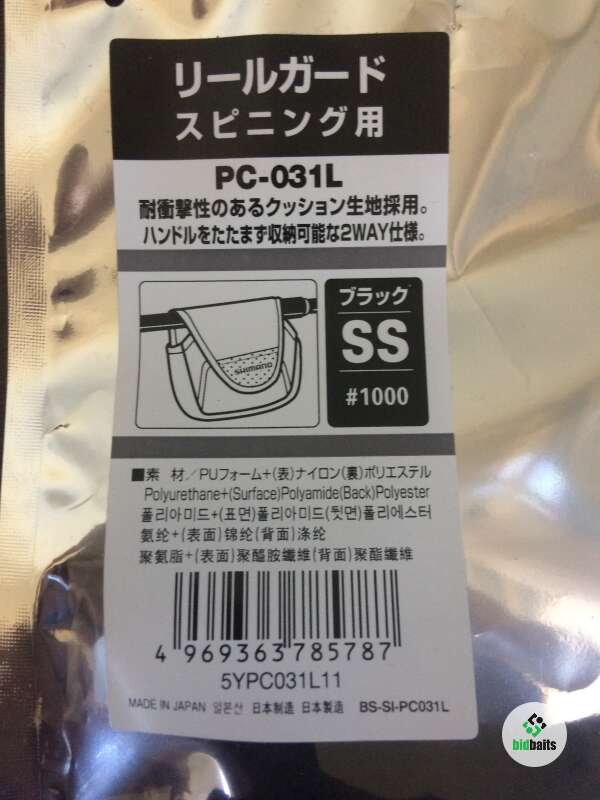 リールガード
スピニング用
PC-031L
耐衝撃性のあるクッション生地採用。
ハンドルをたたまず収納可能な2WAY仕様。
SHIMANO
ブラック
SS
#1000
■素 材／PUフォーム+(表)ナイロン(裏)ポリエステル
Polyurethane+(Surface)Polyamide(Back)Polyester
폴리아미드+(표면)폴리아미드(뒷면)폴리에스터
氨纶+(表面)锦纶(背面)涤纶
聚氨脂+(表面)聚醯胺纖維(背面)聚酯纖維
4 969363 785787
5YPC031L11
MADE IN JAPAN 일본산 日本制造 日本製造 BS-SI-PC031L
bidbaits